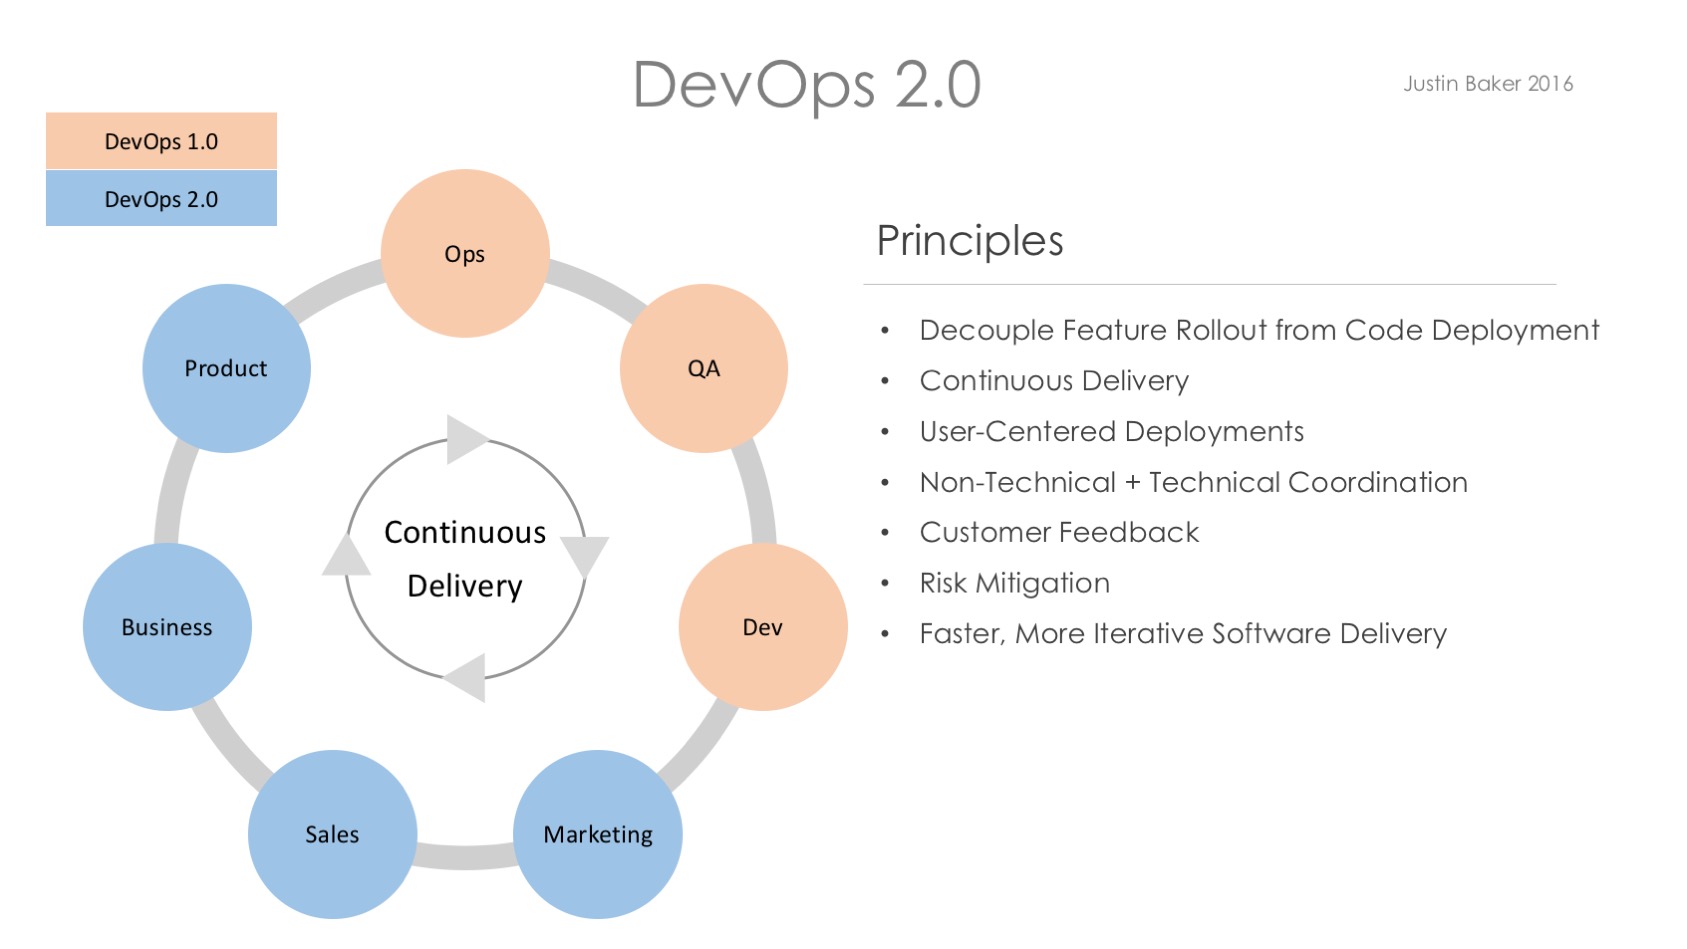 DevOps 2.0
Justin Baker 2016
DevOps 1.0
DevOps 2.0
Ops
QA
Dev
Marketing
Sales
Business
Product
Continuous
Delivery
Principles
• Decouple Feature Rollout from Code Deployment
• Continuous Delivery
• User-Centered Deployments
• Non-Technical + Technical Coordination
• Customer Feedback
• Risk Mitigation
• Faster, More Iterative Software Delivery